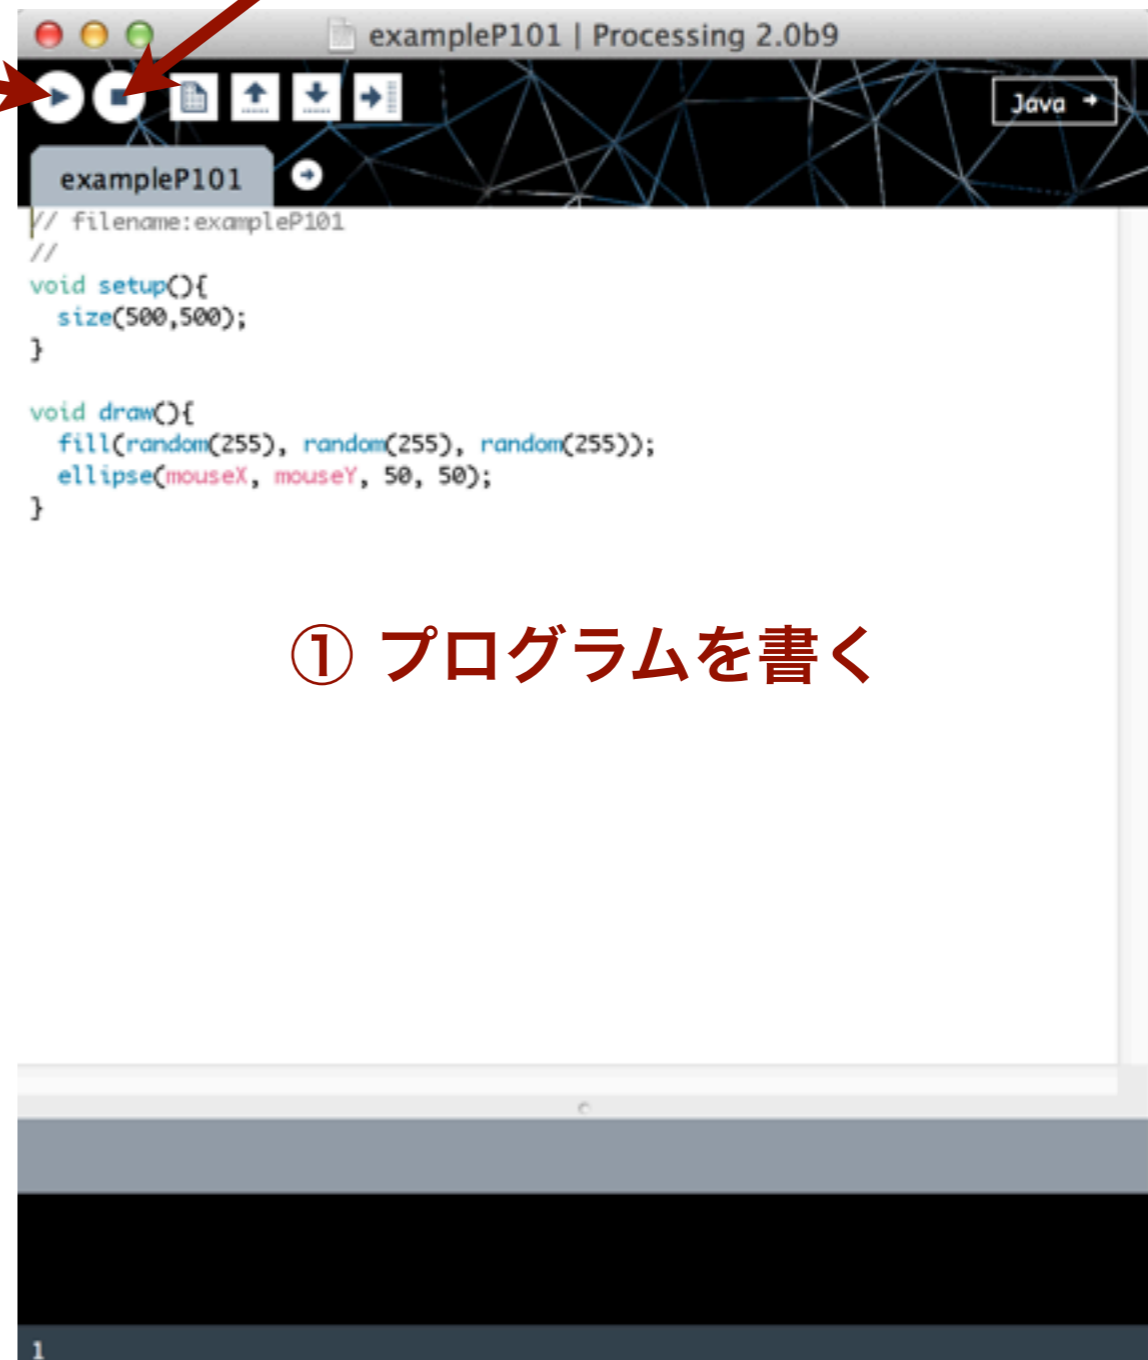 exampleP101 | Processing 2.0b9
Java
exampleP101
// filename:exampleP101
//
void setup(){
  size(500,500);
}
void draw(){
  fill(random(255), random(255), random(255));
  ellipse(mouseX, mouseY, 50, 50);
}
① プログラムを書く
1